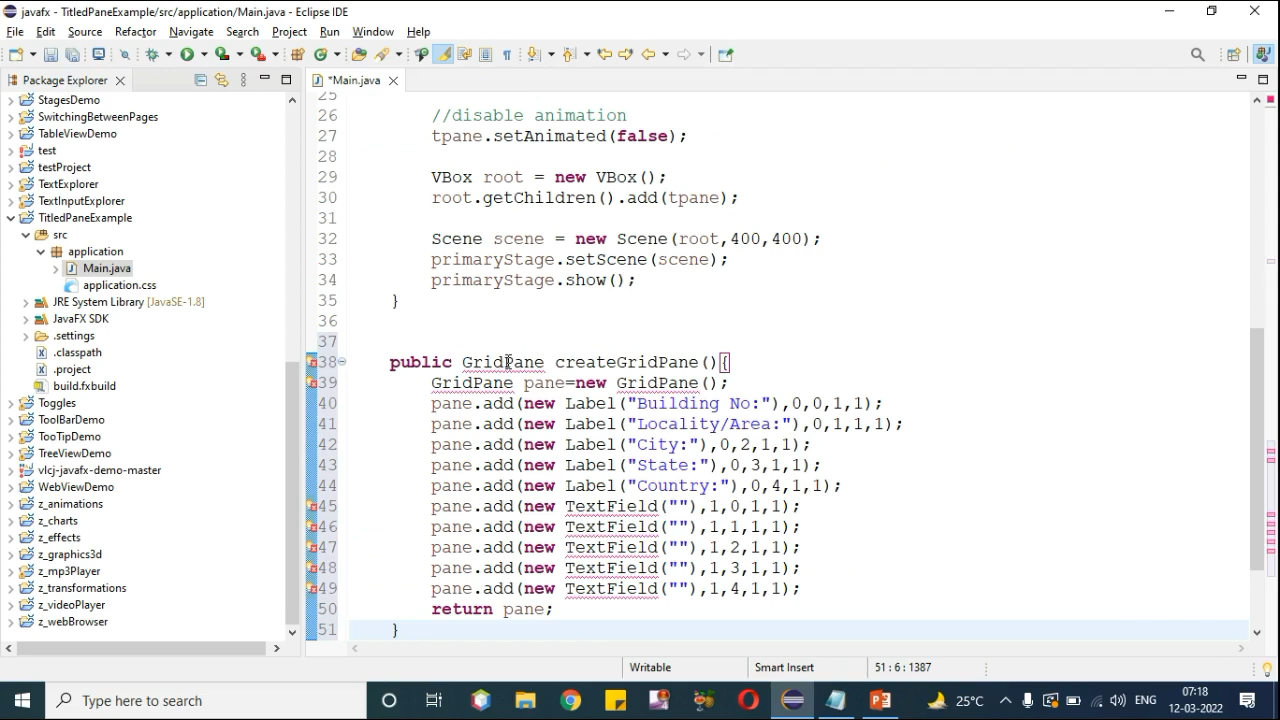 javafx - TitledPaneExample/src/application/Main.java - Eclipse IDE
File Edit Source Refactor Navigate Search Project Run Window Help
Package Explorer
*Main.java
StagesDemo
SwitchingBetweenPages
TableViewDemo
test
testProject
TextExplorer
TextInputExplorer
TitledPaneExample
src
application
Main.java
application.css
JRE System Library [JavaSE-1.8]
JavaFX SDK
.settings
.classpath
.project
build.fxbuild
Toggles
ToolBarDemo
TooTipDemo
TreeViewDemo
vlcj-javafx-demo-master
WebViewDemo
z_animations
z_charts
z_effects
z_graphics3d
z_mp3Player
z_transformations
z_videoPlayer
z_webBrowser
25
26 //disable animation
27 tpane.setAnimated(false);
28
29 VBox root = new VBox();
30 root.getChildren().add(tpane);
31
32 Scene scene = new Scene(root,400,400);
33 primaryStage.setScene(scene);
34 primaryStage.show();
35 }
36
37
38 public GridPane createGridPane(){
39 GridPane pane=new GridPane();
40 pane.add(new Label("Building No:"),0,0,1,1);
41 pane.add(new Label("Locality/Area:"),0,1,1,1);
42 pane.add(new Label("City:"),0,2,1,1);
43 pane.add(new Label("State:"),0,3,1,1);
44 pane.add(new Label("Country:"),0,4,1,1);
45 pane.add(new TextField(""),1,0,1,1);
46 pane.add(new TextField(""),1,1,1,1);
47 pane.add(new TextField(""),1,2,1,1);
48 pane.add(new TextField(""),1,3,1,1);
49 pane.add(new TextField(""),1,4,1,1);
50 return pane;
51 }
Writable Smart Insert 51 : 6 : 1387
Type here to search
25°C ENG
07:18
12-03-2022